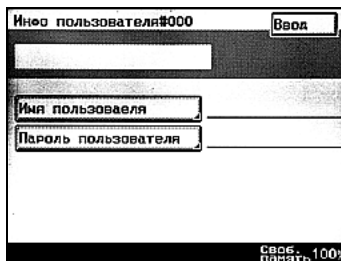 Инфо пользователя#000
Ввод
Имя пользоваеля
Пароль пользователя
Своб.
память 100%